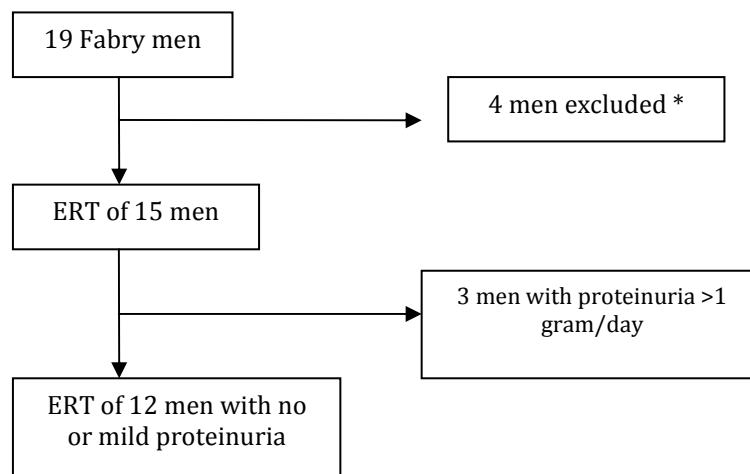 19 Fabry men
4 men excluded *
ERT of 15 men
3 men with proteinuria >1
gram/day
ERT of 12 men with no
or mild proteinuria